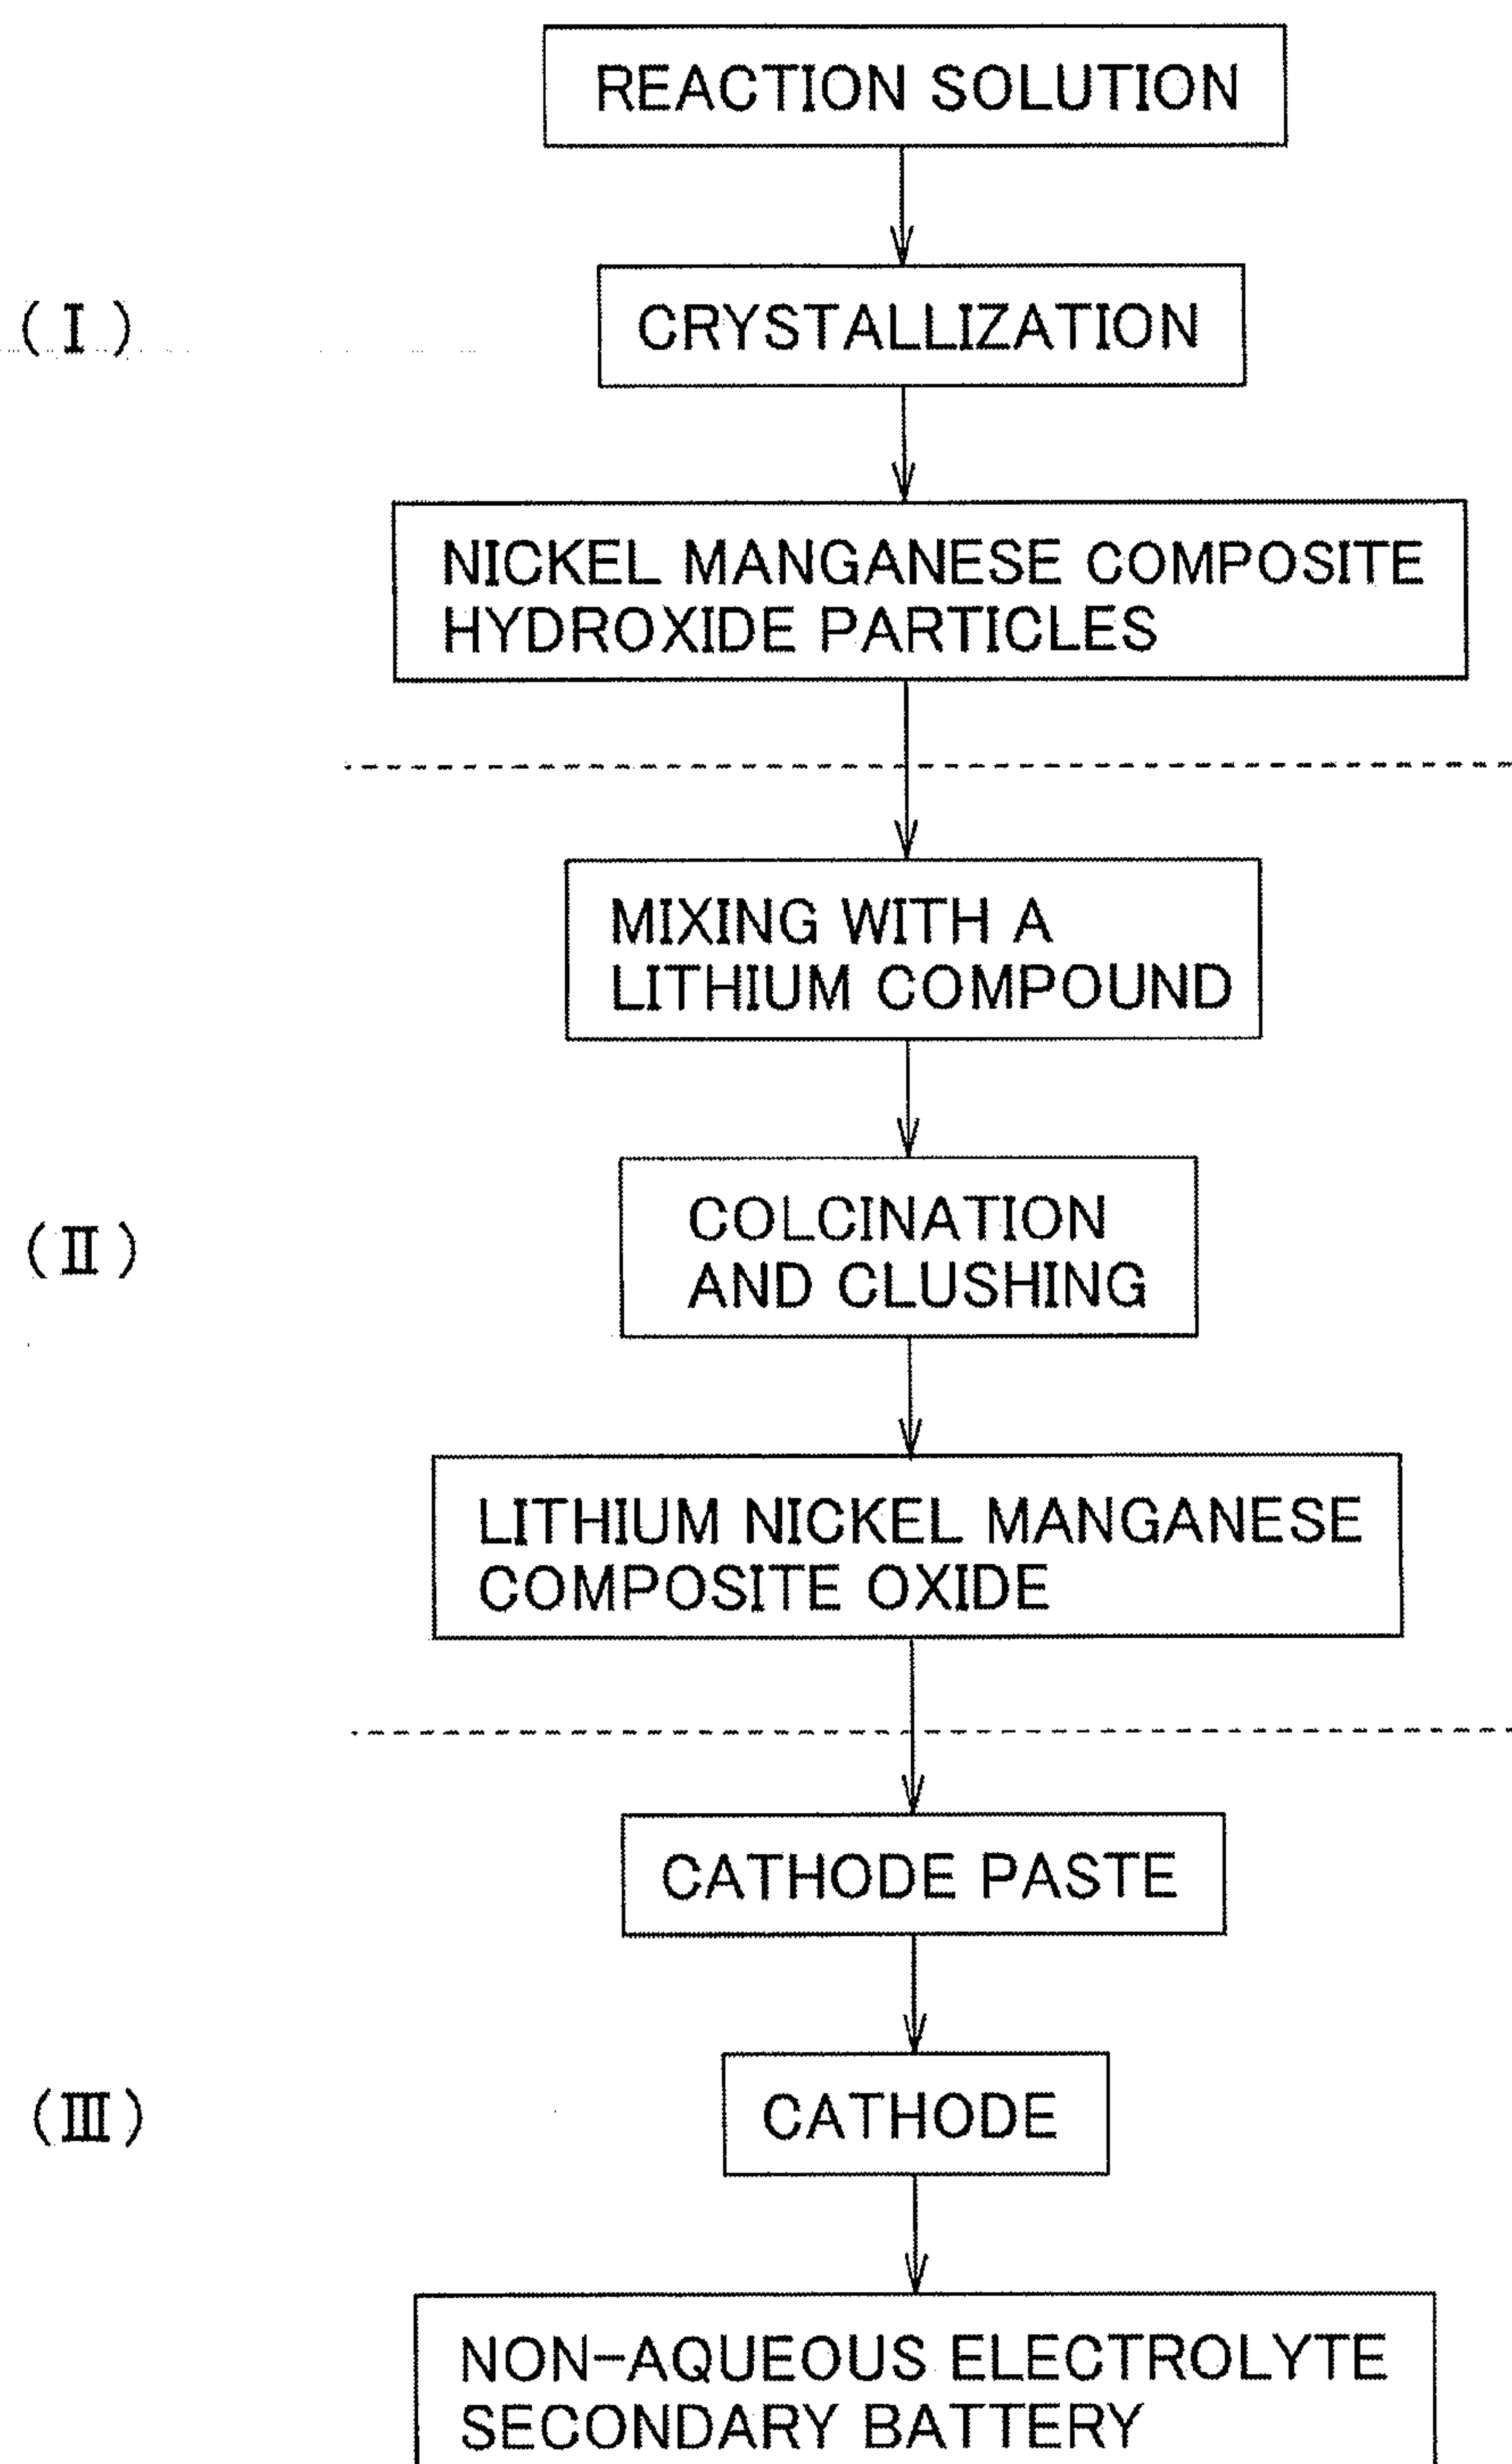 REACTION SOLUTION
(I)
CRYSTALLIZATION
NICKEL MANGANESE COMPOSITE
HYDROXIDE PARTICLES
MIXING WITH A
LITHIUM COMPOUND
(II)
COLCINATION
AND CLUSHING
LITHIUM NICKEL MANGANESE
COMPOSITE OXIDE
CATHODE PASTE
(III)
CATHODE
NON-AQUEOUS ELECTROLYTE
SECONDARY BATTERY